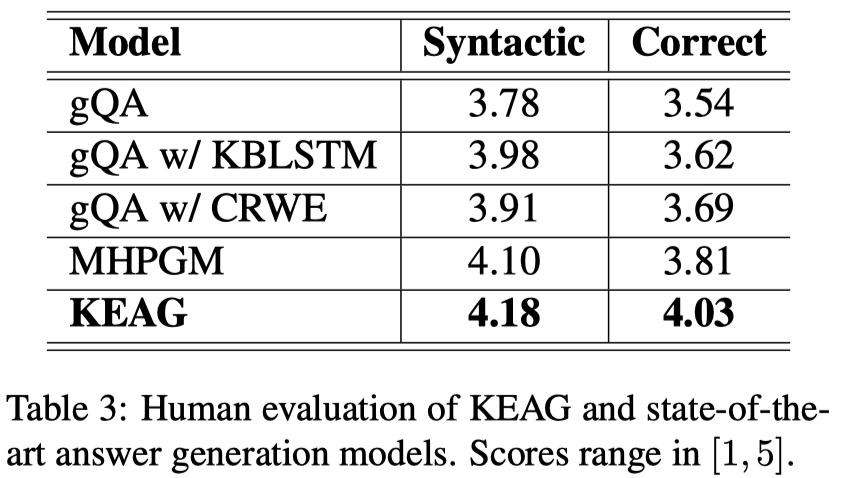 Model Syntactic Correct
gQA 3.78 3.54
gQA w/ KBLSTM 3.98 3.62
gQA w/ CRWE 3.91 3.69
MHPGM 4.10 3.81
KEAG 4.18 4.03
Table 3: Human evaluation of KEAG and state-of-the-
art answer generation models. Scores range in [1, 5].